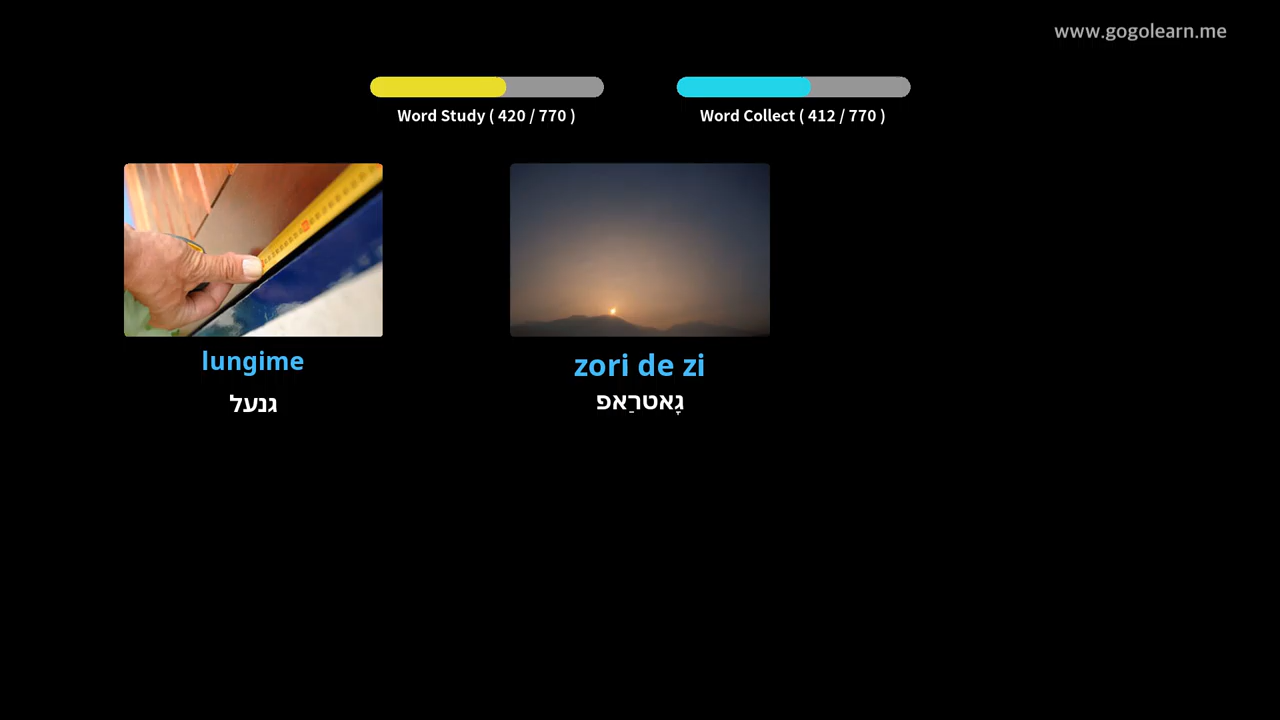 www.gogolearn.me
Word Study ( 420 / 770 )
Word Collect ( 412 / 770 )
lungime
גנעל
zori de zi
גָאטרַאפ